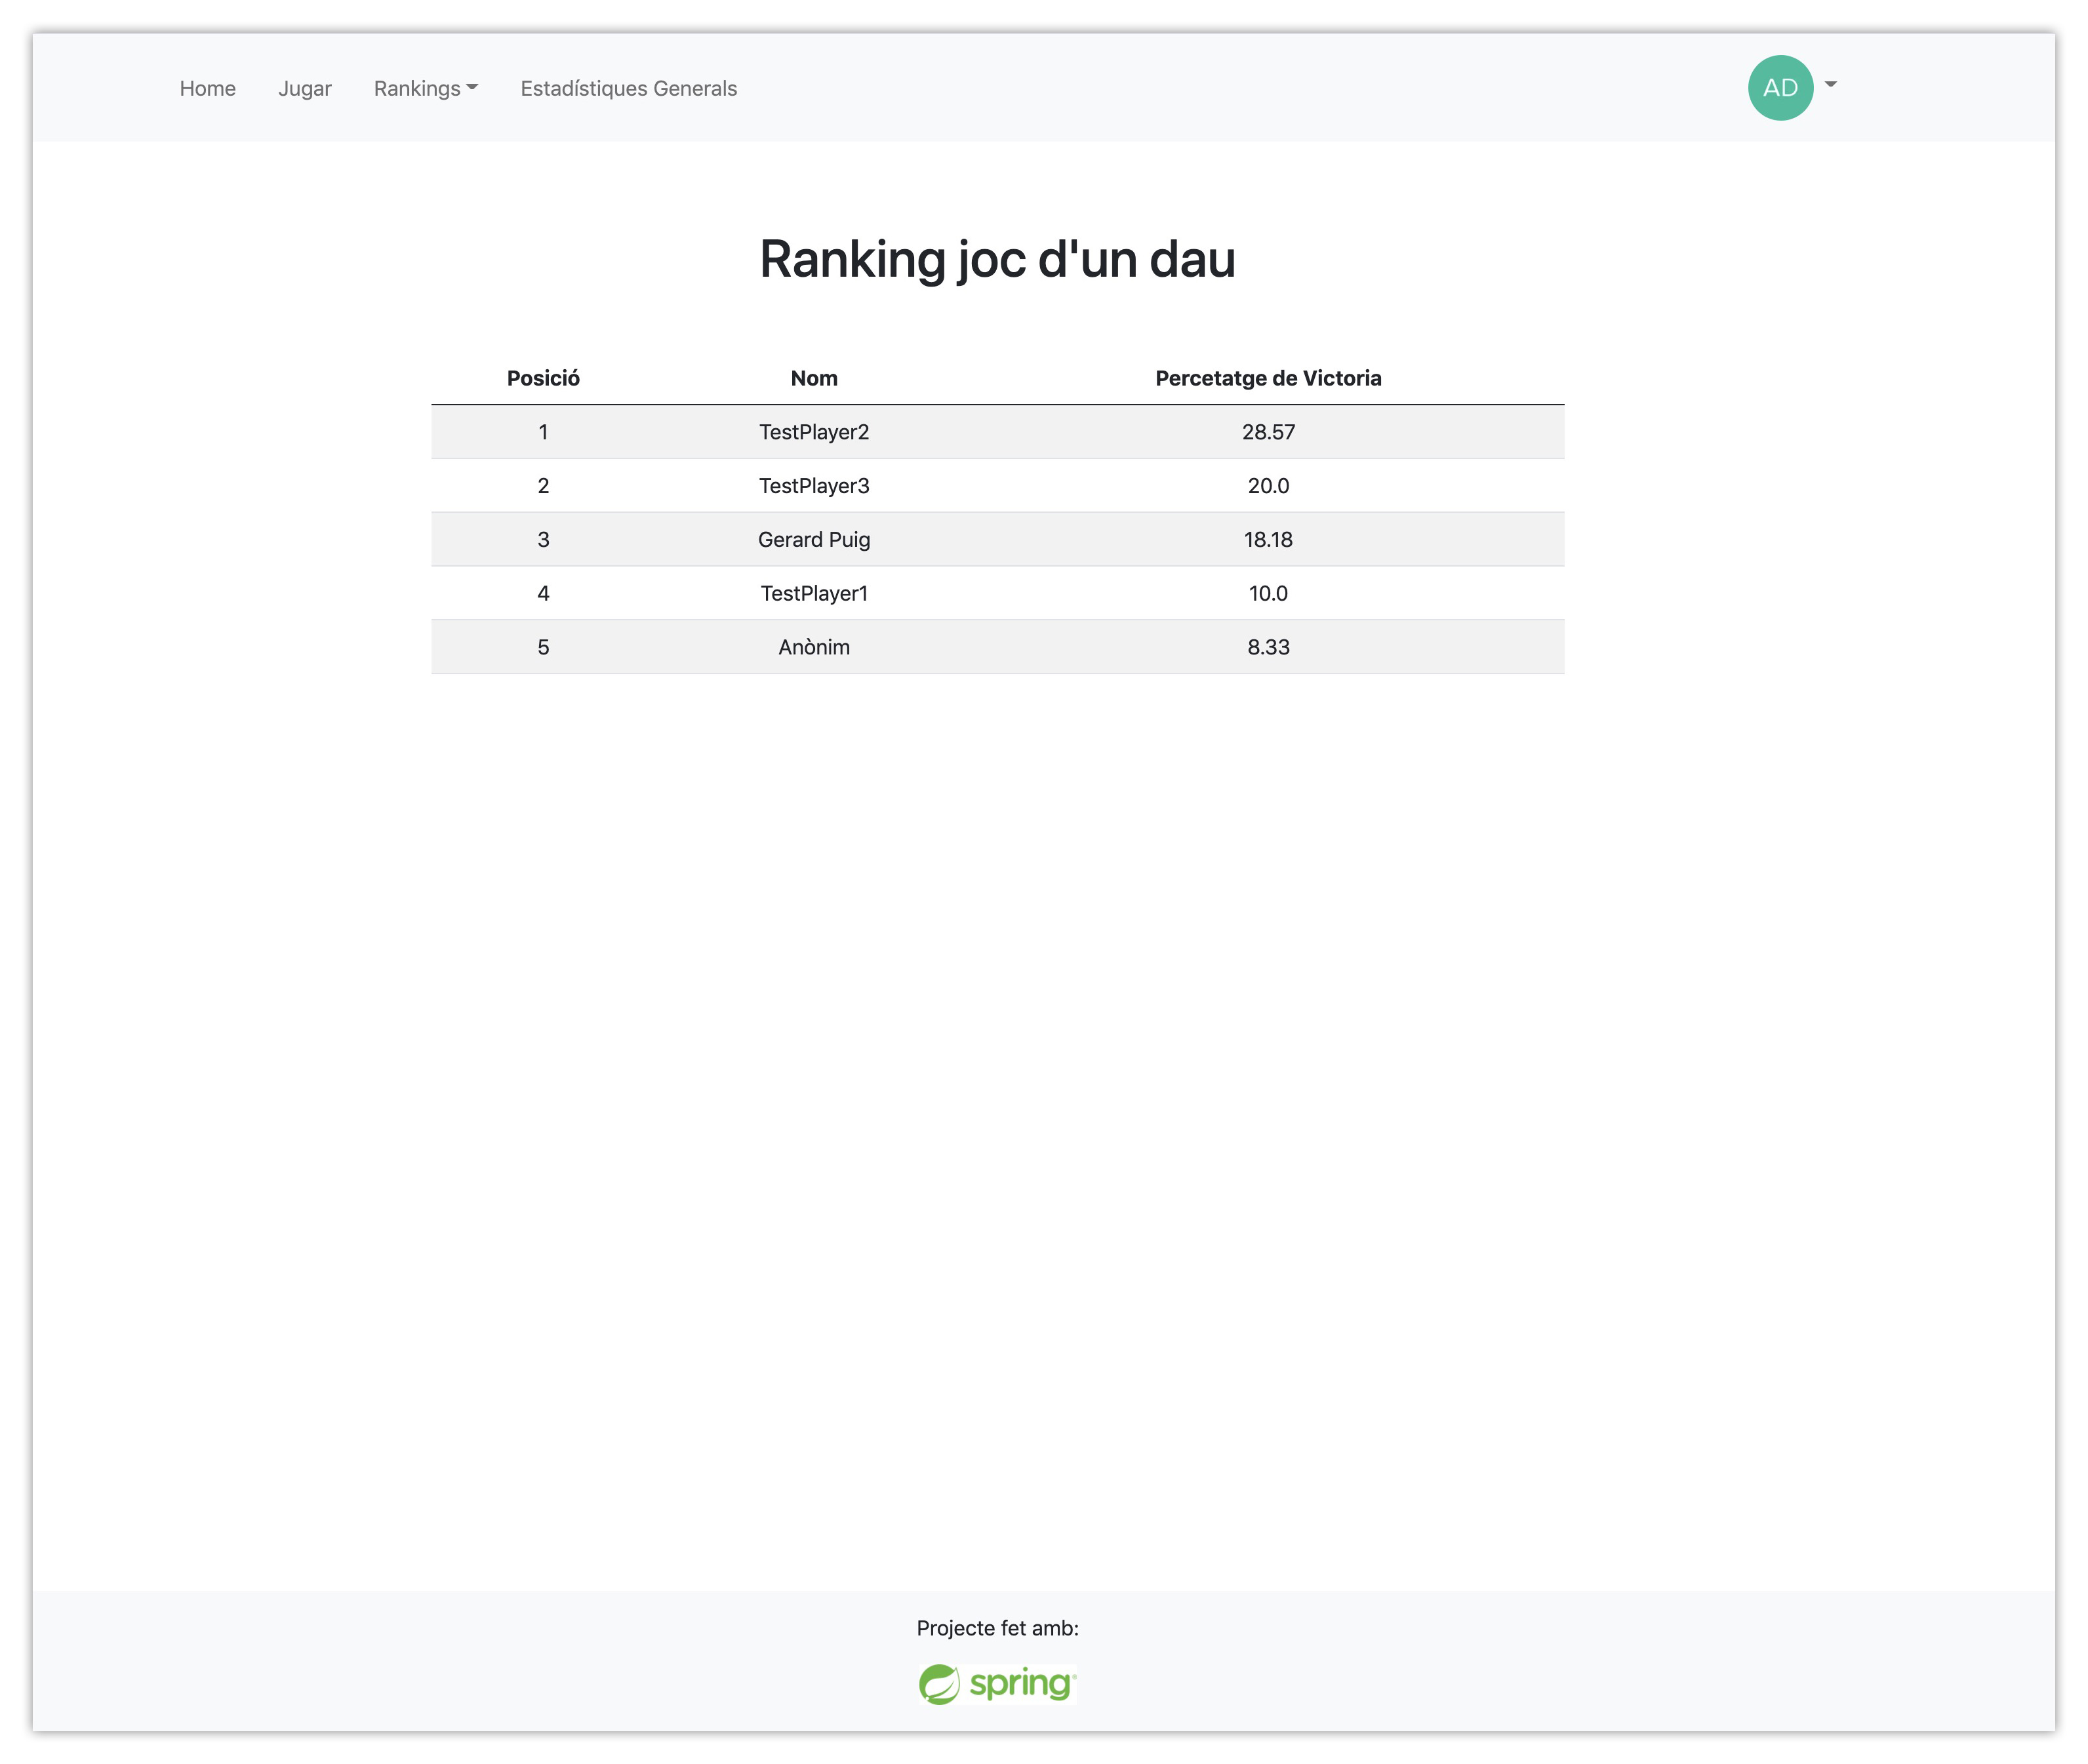 Home Jugar Rankings Estadístiques Generals AD
Ranking joc d'un dau
Posició Nom Percetatge de Victoria
1 TestPlayer2 28.57
2 TestPlayer3 20.0
3 Gerard Puig 18.18
4 TestPlayer1 10.0
5 Anònim 8.33
Projecte fet amb:
spring